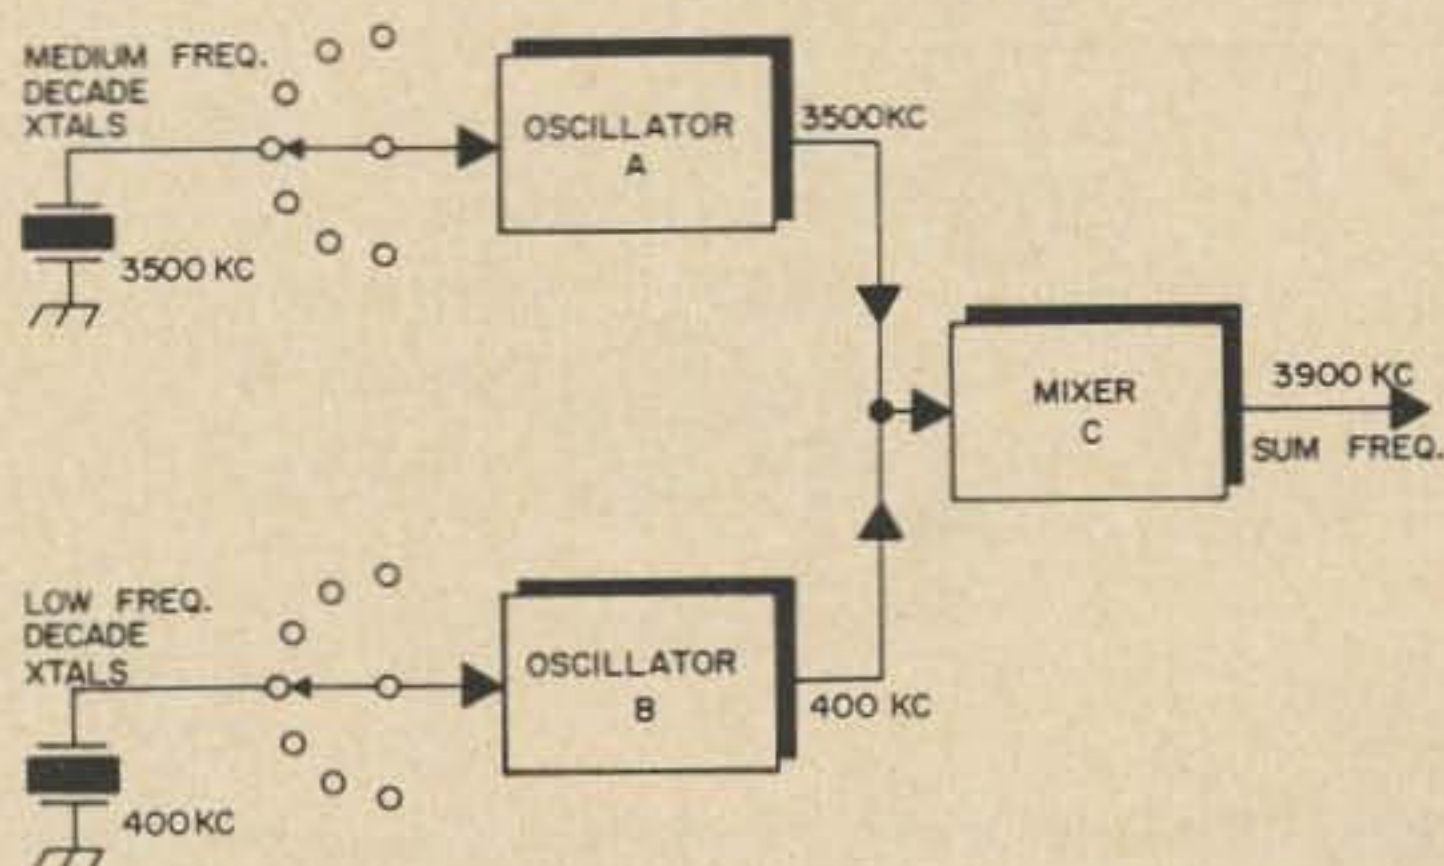 MEDIUM FREQ.
DECADE
XTALS
3500 KC
OSCILLATOR
A
3500KC
MIXER
C
3900 KC
SUM FREQ.
LOW FREQ.
DECADE
XTALS
400KC
OSCILLATOR
B
400 KC